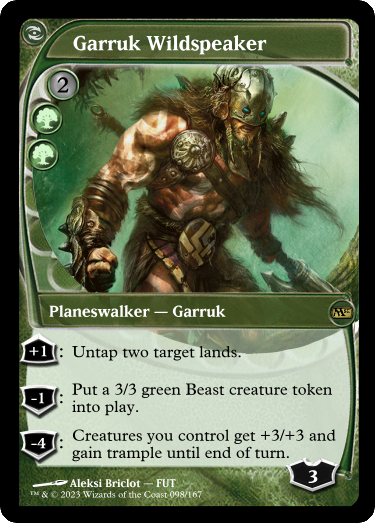 Garruk Wildspeaker
2
Planeswalker — Garruk
+1: Untap two target lands.
-1: Put a 3/3 green Beast creature token
into play.
-4: Creatures you control get +3/+3 and
gain trample until end of turn.
3
Aleksi Briclot — FUT
™ & © 2023 Wizards of the Coast 098/167